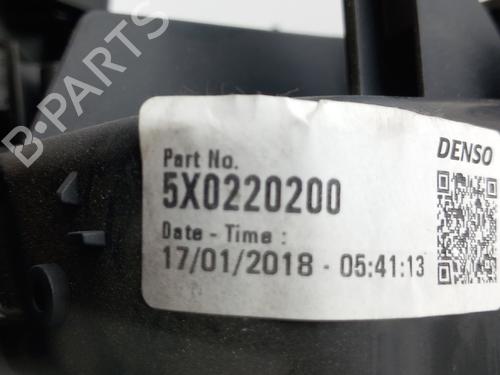 B-PARTS
Part No.
DENSO
5X0220200
Date - Time :
17/01/2018 - 05:41:13